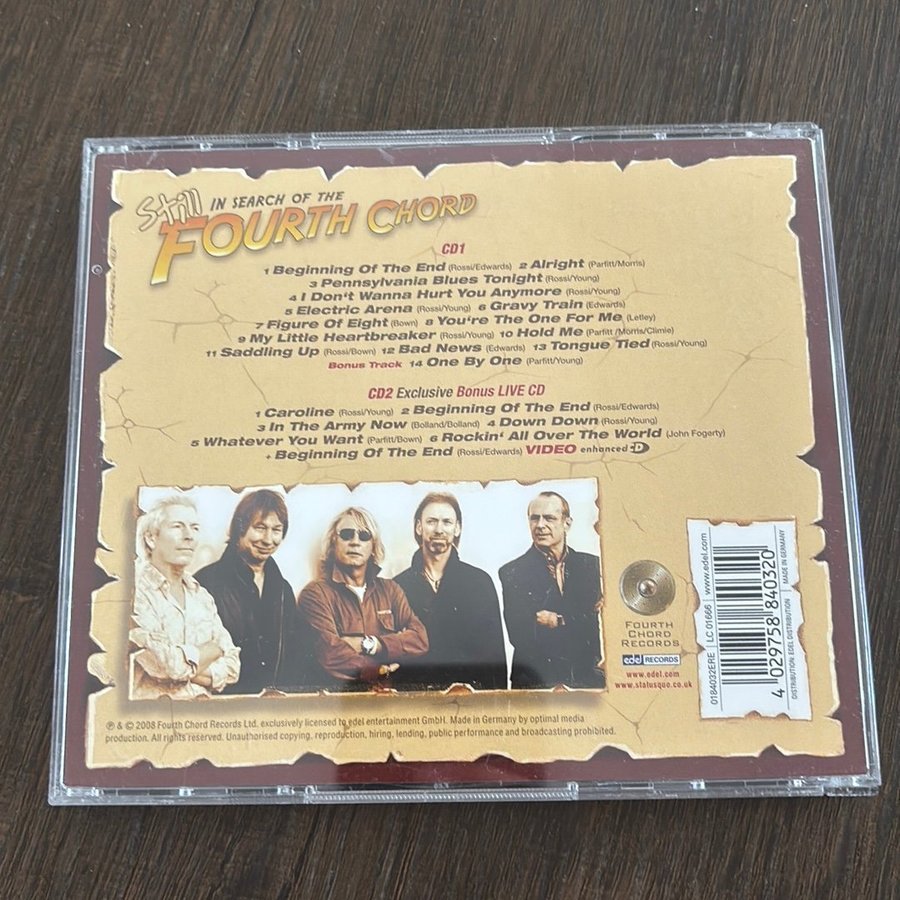 Still IN SEARCH OF THE
FOURTH CHORD
CD1
1 Beginning Of The End (Rossi/Edwards) 2 Alright (Parfitt/Morris)
3 Pennsylvania Blues Tonight (Rossi/Young)
4 I Don't Wanna Hurt You Anymore (Rossi/Young)
5 Electric Arena (Rossi/Young) 6 Gravy Train (Edwards)
7 Figure Of Eight (Bown) 8 You're The One For Me (Letley)
9 My Little Heartbreaker (Rossi/Young) 10 Hold Me (Parfitt /Morris/Climie)
11 Saddling Up (Rossi/Bown) 12 Bad News (Edwards) 13 Tongue Tied (Rossi/Young)
Bonus Track 14 One By One (Parfitt/Young)
CD2 Exclusive Bonus LIVE CD
1 Caroline (Rossi/Young) 2 Beginning Of The End (Rossi/Edwards)
3 In The Army Now (Bolland/Bolland) 4 Down Down (Rossi/Young)
5 Whatever You Want (Parfitt/Bown) 6 Rockin' All Over The World (John Fogerty)
+ Beginning Of The End (Rossi/Edwards) VIDEO enhanced CD
FOURTH
CHORD
RECORDS
edel RECORDS
www.edel.com
www.statusquo.co.uk
0184032ERE | LC 01666 | www.edel.com
4 029758 840320
DISTRIBUTION: EDEL DISTRIBUTION | MADE IN GERMANY
℗ & © 2008 Fourth Chord Records Ltd. exclusively licensed to edel entertainment GmbH. Made in Germany by optimal media
production. All rights reserved. Unauthorised copying, reproduction, hiring, lending, public performance and broadcasting prohibited.